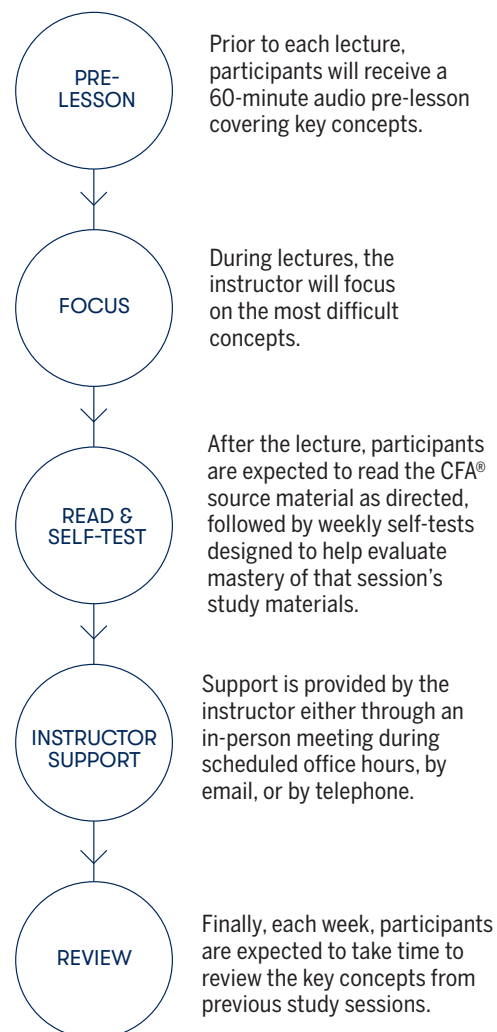 PRE-
LESSON
Prior to each lecture,
participants will receive a
60-minute audio pre-lesson
covering key concepts.
FOCUS
During lectures, the
instructor will focus
on the most difficult
concepts.
READ &
SELF-TEST
After the lecture, participants
are expected to read the CFA®
source material as directed,
followed by weekly self-tests
designed to help evaluate
mastery of that session’s
study materials.
INSTRUCTOR
SUPPORT
Support is provided by the
instructor either through an
in-person meeting during
scheduled office hours, by
email, or by telephone.
REVIEW
Finally, each week, participants
are expected to take time to
review the key concepts from
previous study sessions.